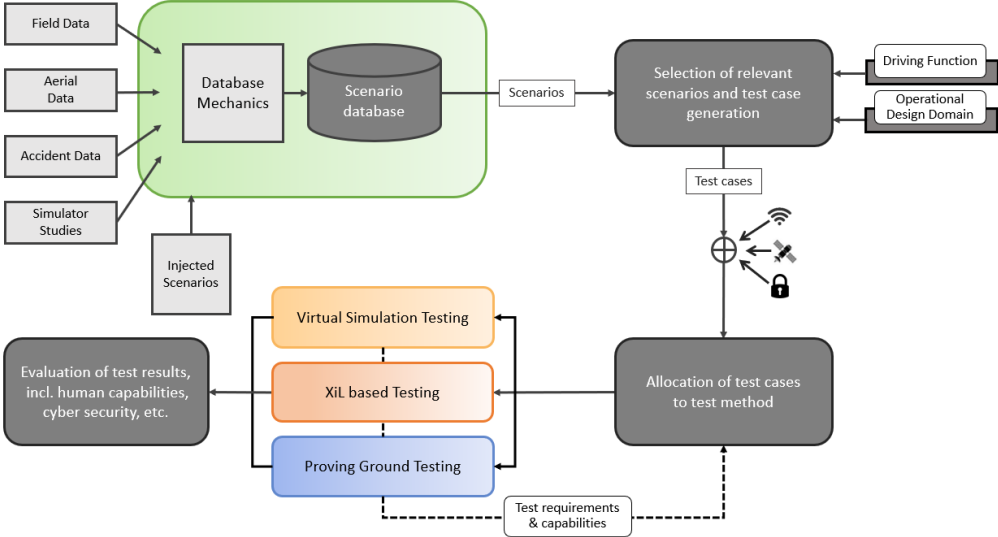 Field Data
Aerial
Data
Accident Data
Simulator
Studies
Database
Mechanics
Scenario
database
Injected
Scenarios
Scenarios
Selection of relevant
scenarios and test case
generation
Driving Function
Operational
Design Domain
Test cases
Allocation of test cases
to test method
Virtual Simulation Testing
XiL based Testing
Proving Ground Testing
Test requirements
& capabilities
Evaluation of test results,
incl. human capabilities,
cyber security, etc.